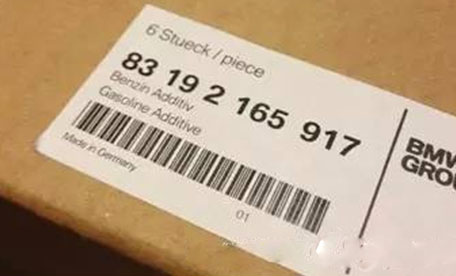 6 Stueck / piece
83 19 2 165 917
Benzin Additiv
Gasoline Additive
Made in Germany
01
BMW
GROU